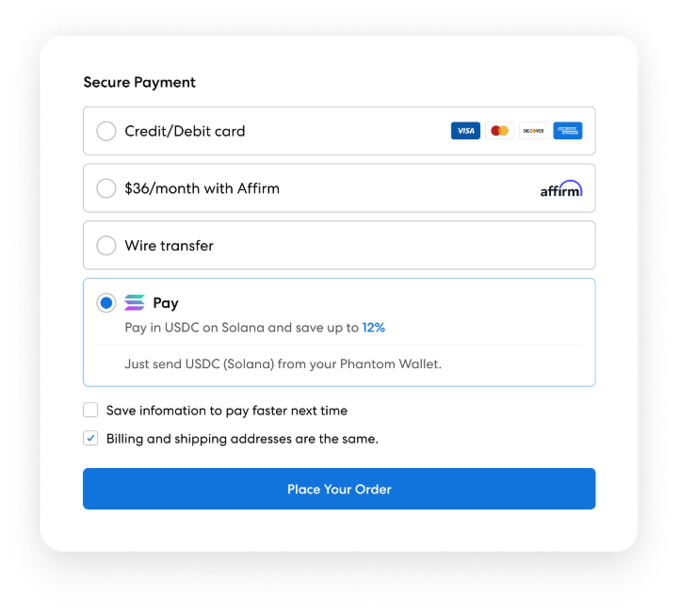 Secure Payment
Credit/Debit card VISA DISCOVER
$36/month with Affirm affirm
Wire transfer
Pay
Pay in USDC on Solana and save up to 12%
Just send USDC (Solana) from your Phantom Wallet.
Save infomation to pay faster next time
Billing and shipping addresses are the same.
Place Your Order